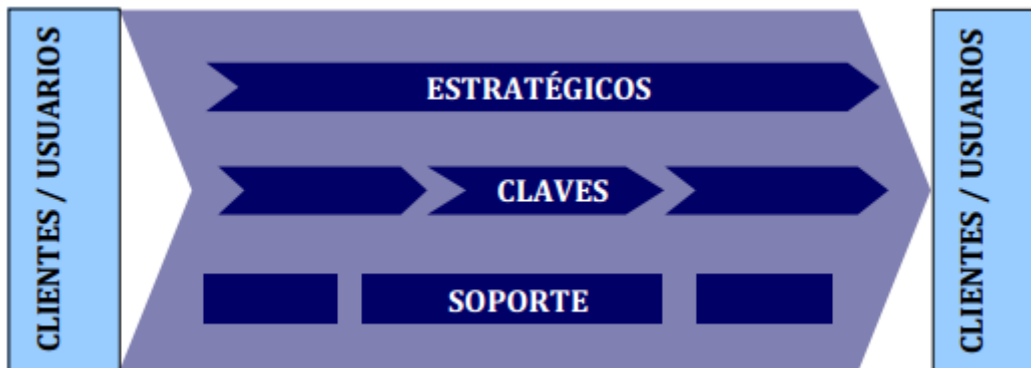 CLIENTES / USUARIOS
ESTRATÉGICOS
CLAVES
SOPORTE
CLIENTES / USUARIOS